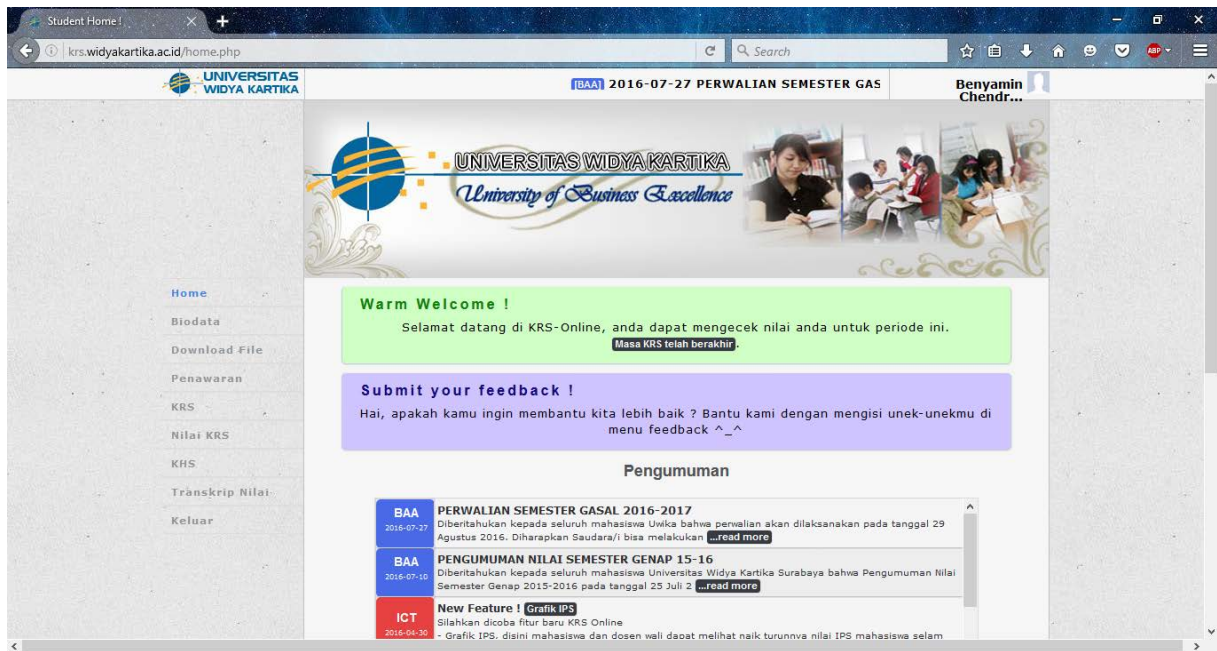 Student Home !
krs.widyakartika.ac.id/home.php
Search
ABP
UNIVERSITAS
WIDYA KARTIKA
[BAA] 2016-07-27 PERWALIAN SEMESTER GAS
Benyamin
Chendr...
UNIVERSITAS WIDYA KARTIKA
University of Business Excellence
Home
Biodata
Download File
Penawaran
KRS
Nilai KRS
KHS
Transkrip Nilai
Keluar
Warm Welcome !
Selamat datang di KRS-Online, anda dapat mengecek nilai anda untuk periode ini.
Masa KRS telah berakhir.
Submit your feedback !
Hai, apakah kamu ingin membantu kita lebih baik ? Bantu kami dengan mengisi unek-unekmu di
menu feedback ^_^
Pengumuman
BAA
2016-07-27
PERWALIAN SEMESTER GASAL 2016-2017
Diberitahukan kepada seluruh mahasiswa Uwika bahwa perwalian akan dilaksanakan pada tanggal 29
Agustus 2016. Diharapkan Saudara/i bisa melakukan ...read more
BAA
2016-07-10
PENGUMUMAN NILAI SEMESTER GENAP 15-16
Diberitahukan kepada seluruh mahasiswa Universitas Widya Kartika Surabaya bahwa Pengumuman Nilai
Semester Genap 2015-2016 pada tanggal 25 Juli 2 ...read more
ICT
2016-04-30
New Feature ! Grafik IPS
Silahkan dicoba fitur baru KRS Online
- Grafik IPS, disini mahasiswa dan dosen wali dapat melihat naik turunnya nilai IPS mahasiswa selam